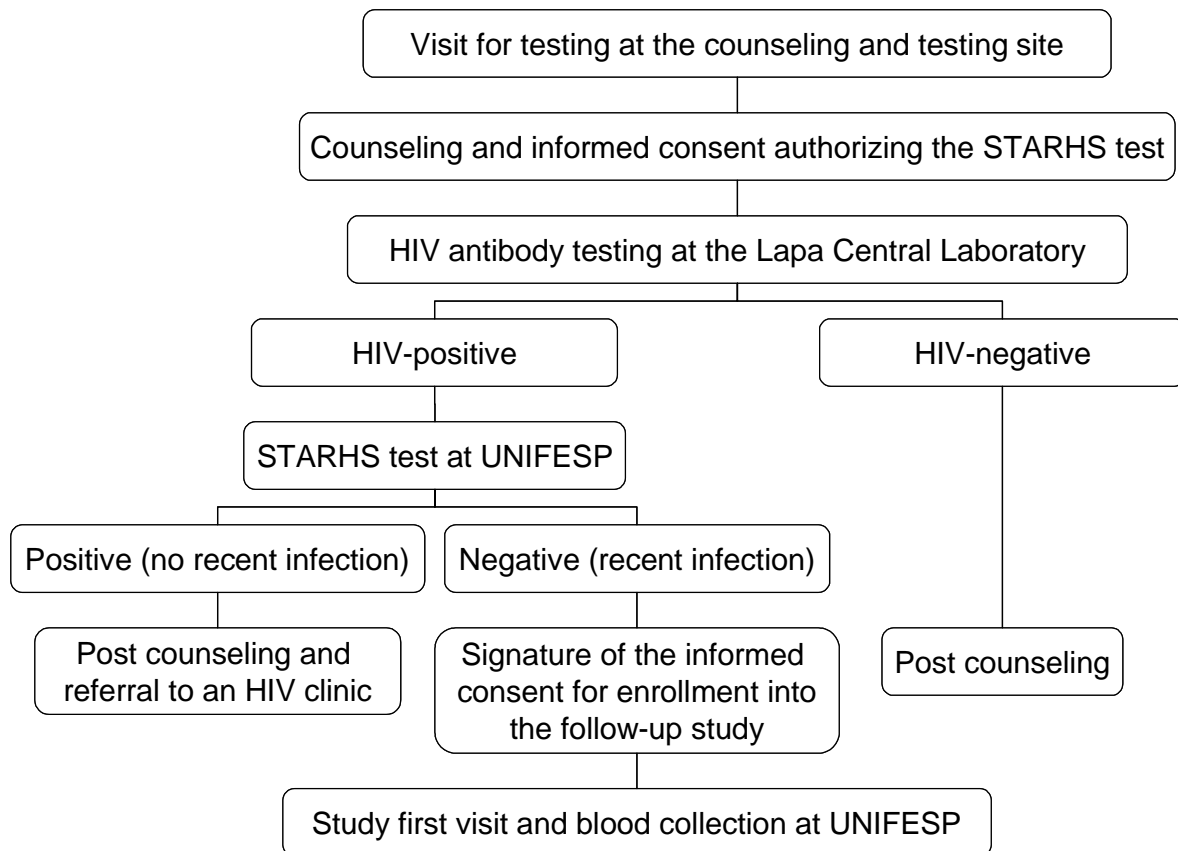 Visit for testing at the counseling and testing site
Counseling and informed consent authorizing the STARHS test
HIV antibody testing at the Lapa Central Laboratory
HIV-positive
HIV-negative
STARHS test at UNIFESP
Positive (no recent infection)
Negative (recent infection)
Post counseling and
referral to an HIV clinic
Signature of the informed
consent for enrollment into
the follow-up study
Post counseling
Study first visit and blood collection at UNIFESP